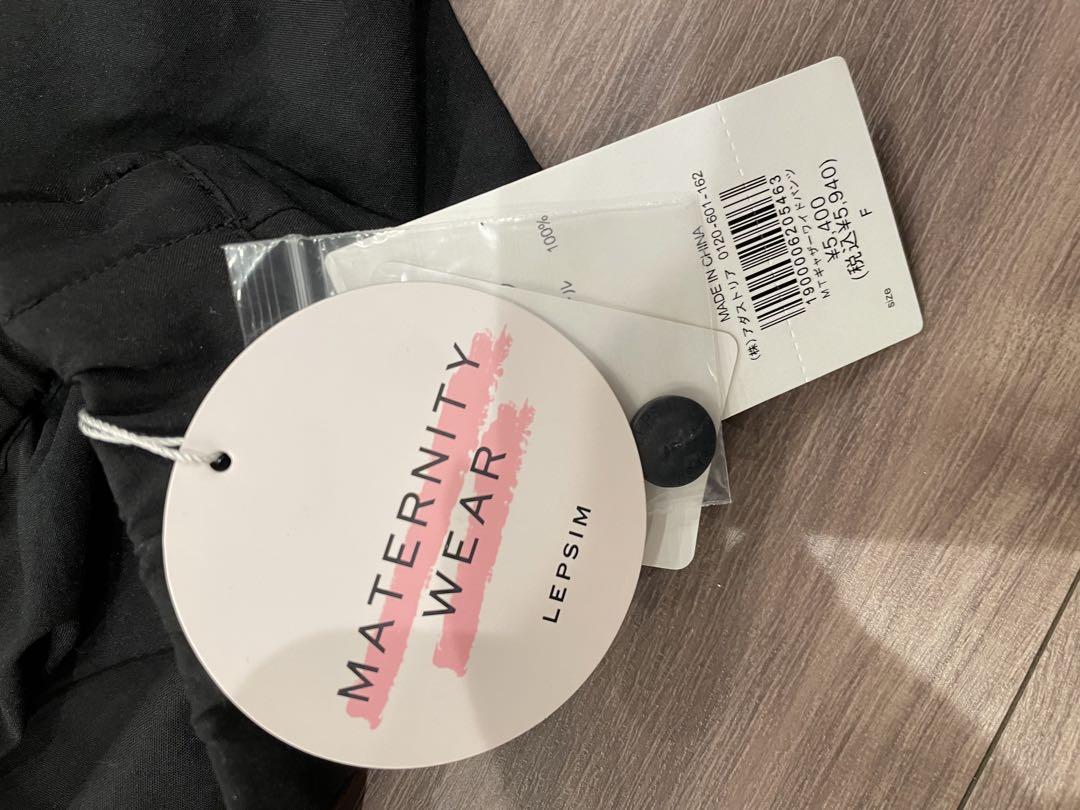 MATERNITY
WEAR
LEPSIM
ル 100%
MADE IN CHINA
(株)アダストリア 0120-601-162
1900006205463
MTギャザーワイドパンツ
¥5,400
(税込¥5,940)
F
size